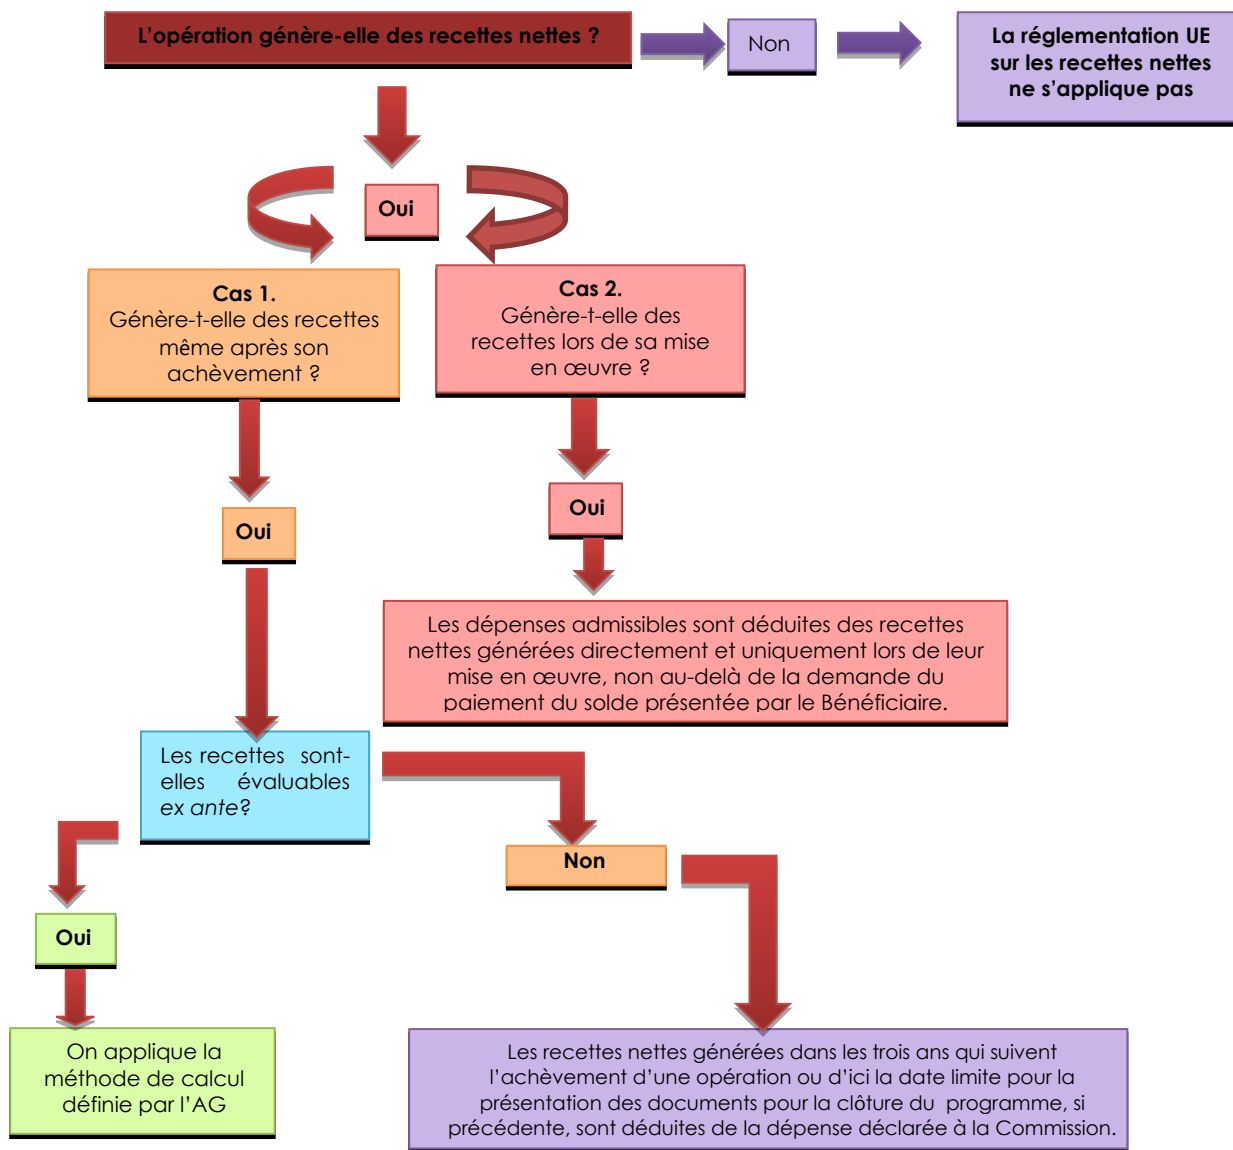 L'opération génère-elle des recettes nettes ?
Non
La réglementation UE
sur les recettes nettes
ne s'applique pas
Oui
Cas 1.
Génère-t-elle des recettes
même après son
achèvement ?
Cas 2.
Génère-t-elle des
recettes lors de sa mise
en œuvre ?
Oui
Oui
Les dépenses admissibles sont déduites des recettes
nettes générées directement et uniquement lors de leur
mise en œuvre, non au-delà de la demande du
paiement du solde présentée par le Bénéficiaire.
Les recettes sont-
elles évaluables
ex ante?
Non
Oui
On applique la
méthode de calcul
définie par l'AG
Les recettes nettes générées dans les trois ans qui suivent
l'achèvement d'une opération ou d'ici la date limite pour la
présentation des documents pour la clôture du programme, si
précédente, sont déduites de la dépense déclarée à la Commission.